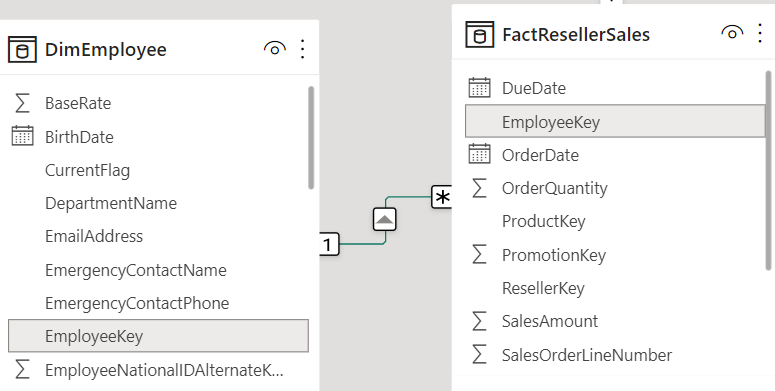 DimEmployee
BaseRate
BirthDate
CurrentFlag
DepartmentName
EmailAddress
EmergencyContactName
EmergencyContactPhone
EmployeeKey
EmployeeNationalIDAlternateK...
1
*
FactResellerSales
DueDate
EmployeeKey
OrderDate
OrderQuantity
ProductKey
PromotionKey
ResellerKey
SalesAmount
SalesOrderLineNumber